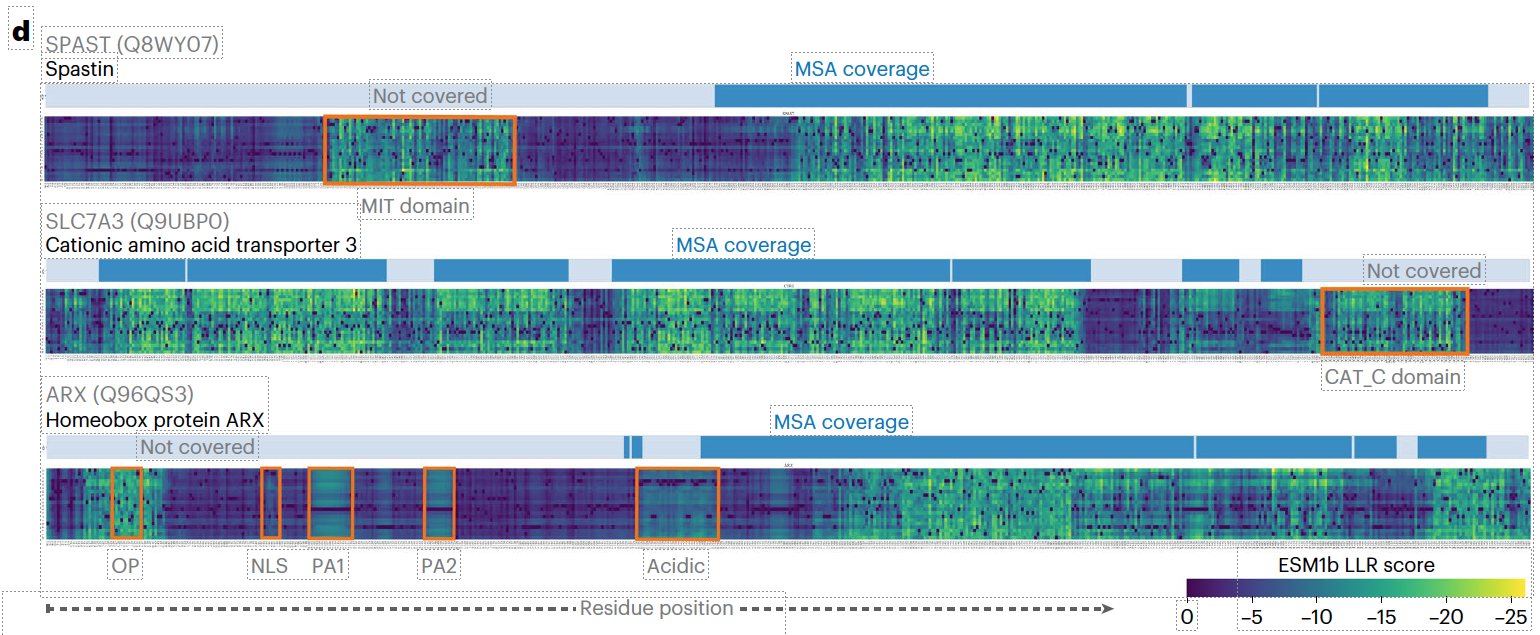 d
SPAST (Q8WY07)
Spastin
MSA coverage
Not covered
MIT domain
SLC7A3 (Q9UBP0)
Cationic amino acid transporter 3
MSA coverage
Not covered
CAT_C domain
ARX (Q96QS3)
Homeobox protein ARX
MSA coverage
Not covered
OP NLS PA1 PA2 Acidic
ESM1b LLR score
0 –5 –10 –15 –20 –25
Residue position